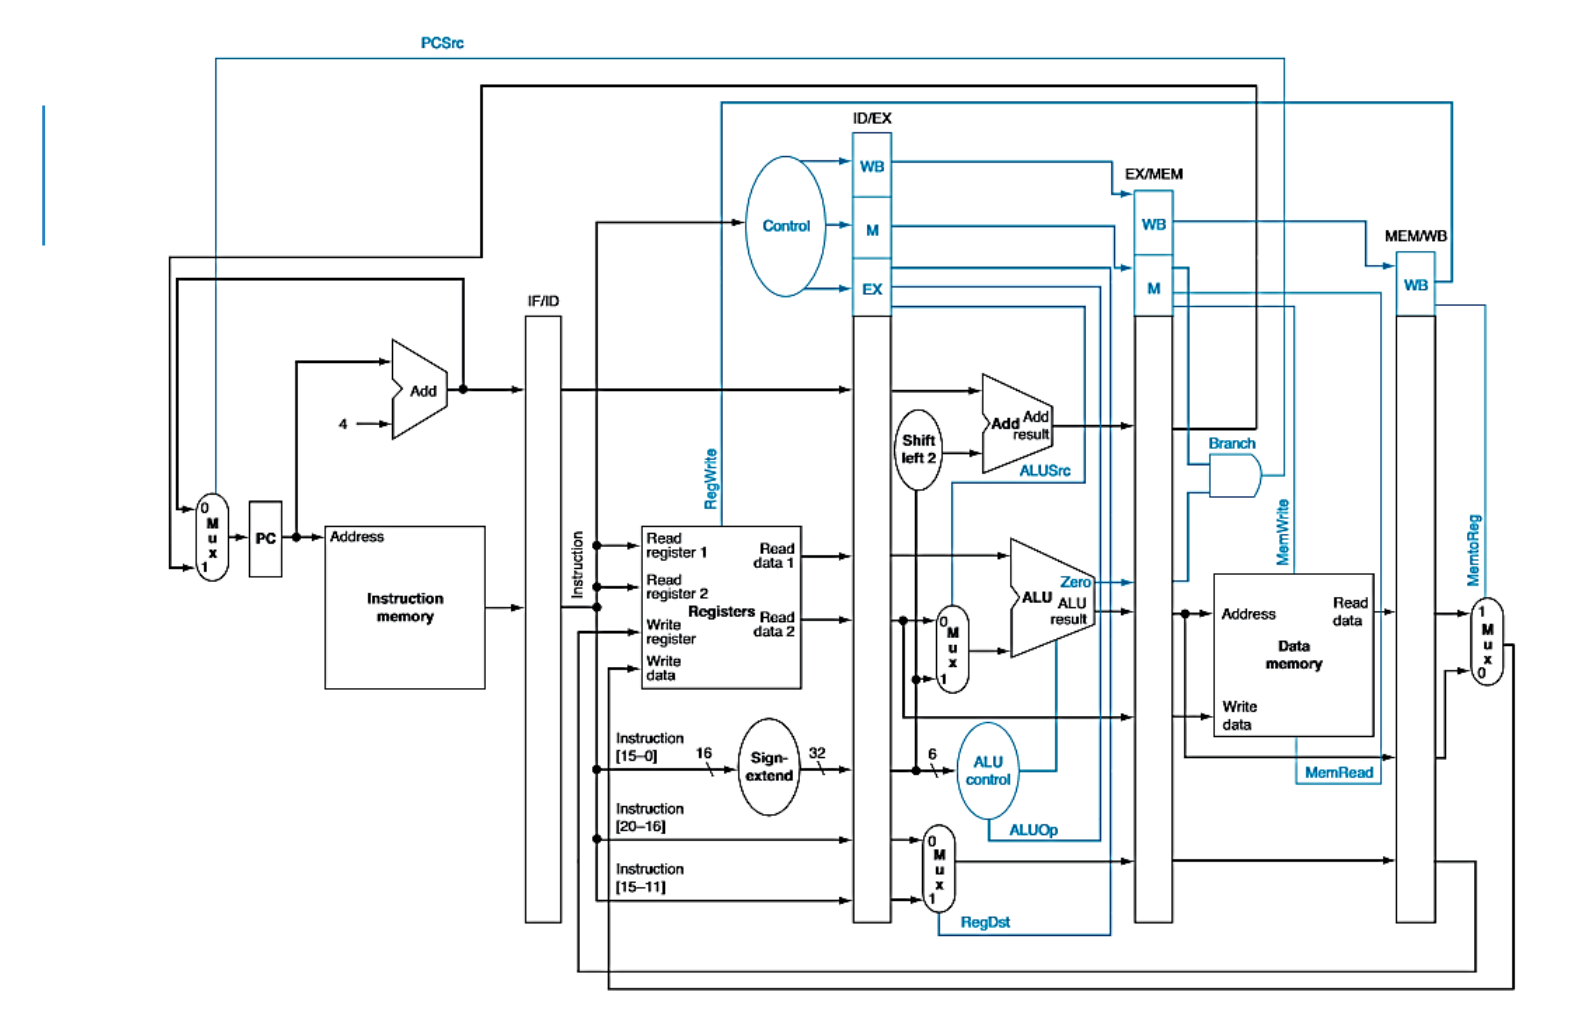 PCSrc
ID/EX
WB
EX/MEM
Control
M
WB
MEM/WB
EX
M
WB
IF/ID
Add
4
Add Add
result
Shift
left 2
ALUSrc
Branch
RegWrite
MemWrite
MemtoReg
0
M
u
x
1
PC
Address
Instruction
memory
Instruction
Read
register 1
Read
data 1
Read
register 2
Registers
Read
data 2
Write
register
Write
data
0
M
u
x
1
Zero
ALU
ALU
result
Address
Read
data
Data
memory
Write
data
1
M
u
x
0
Instruction
[15–0]
16
Sign-
extend
32
6
ALU
control
MemRead
Instruction
[20–16]
ALUOp
0
M
u
x
1
Instruction
[15–11]
RegDst